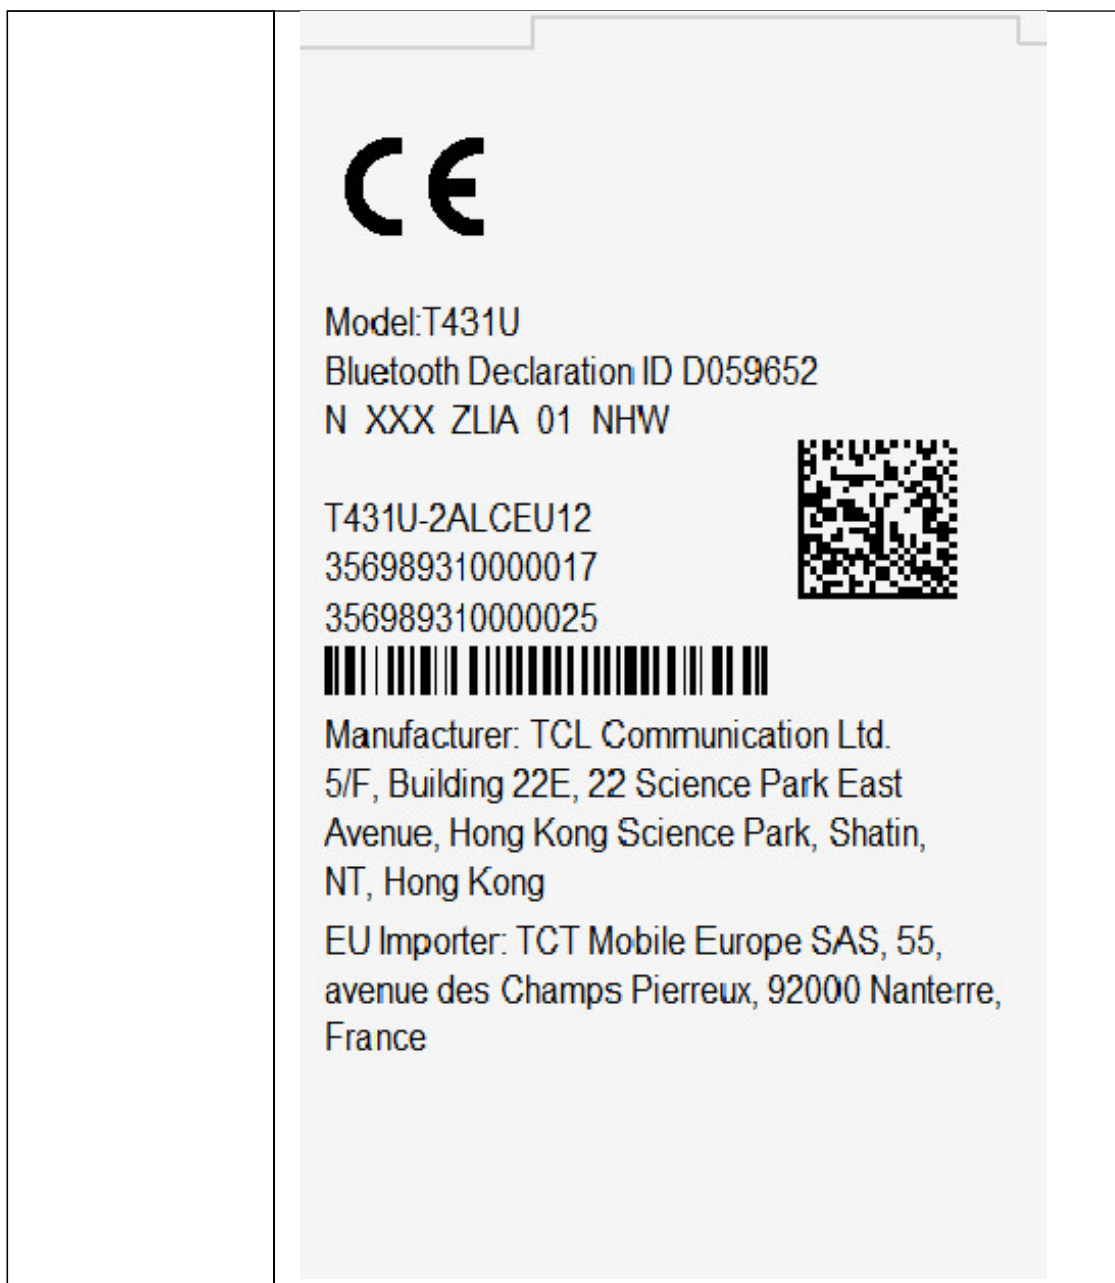 CE
Model:T431U
Bluetooth Declaration ID D059652
N XXX ZLIA 01 NHW
T431U-2ALCEU12
356989310000017
356989310000025
Manufacturer: TCL Communication Ltd.
5/F, Building 22E, 22 Science Park East
Avenue, Hong Kong Science Park, Shatin,
NT, Hong Kong
EU Importer: TCT Mobile Europe SAS, 55,
avenue des Champs Pierreux, 92000 Nanterre,
France